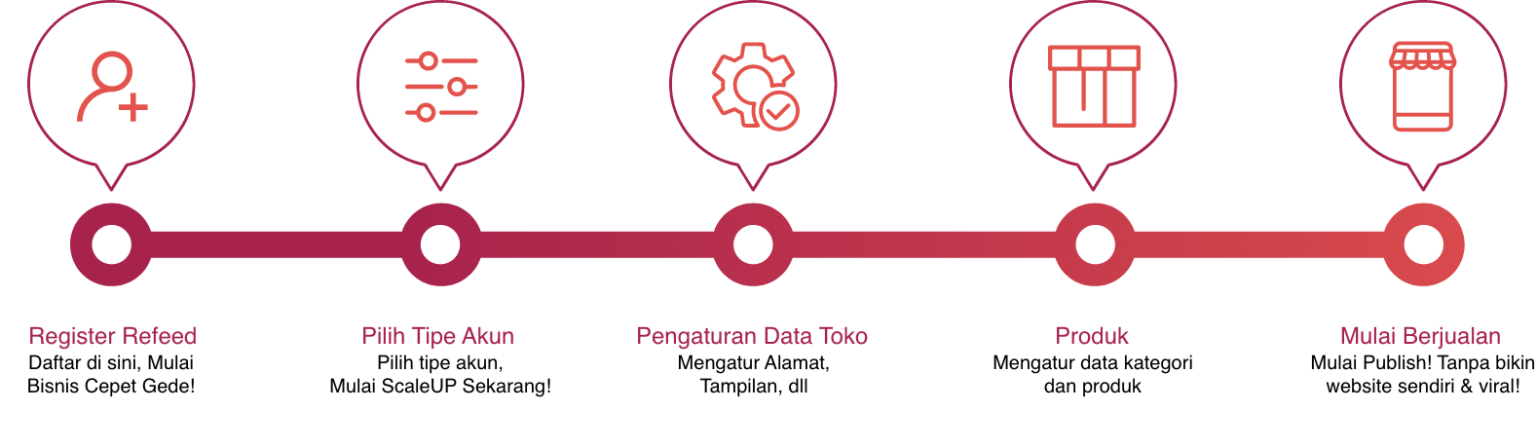 Register Refeed
Daftar di sini, Mulai
Bisnis Cepet Gede!
Pilih Tipe Akun
Pilih tipe akun,
Mulai ScaleUP Sekarang!
Pengaturan Data Toko
Mengatur Alamat,
Tampilan, dll
Produk
Mengatur data kategori
dan produk
Mulai Berjualan
Mulai Publish! Tanpa bikin
website sendiri & viral!